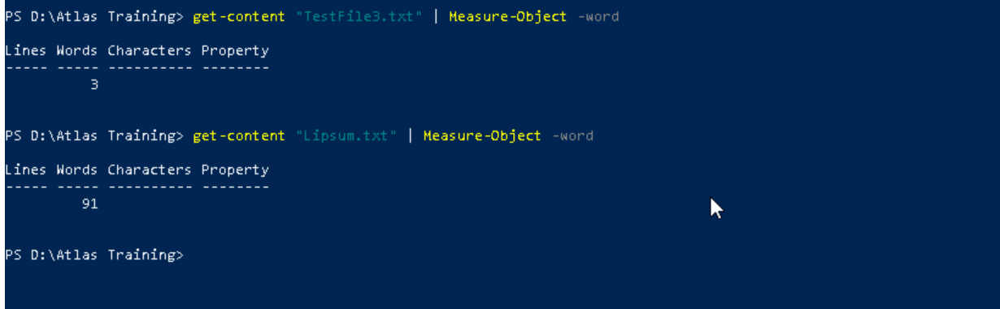 PS D:\Atlas Training> get-content "TestFile3.txt" | Measure-Object -word
Lines Words Characters Property
----- ----- ---------- --------
3
PS D:\Atlas Training> get-content "Lipsum.txt" | Measure-Object -word
Lines Words Characters Property
----- ----- ---------- --------
91
PS D:\Atlas Training>